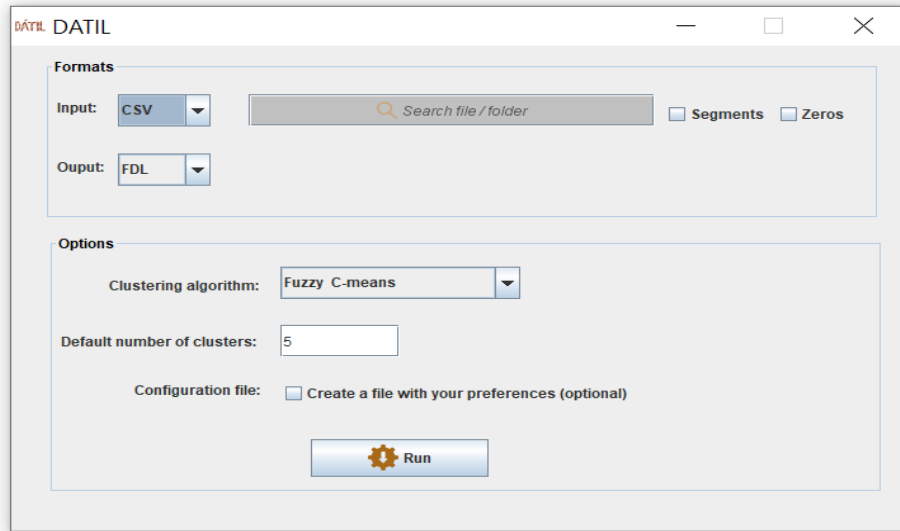 DÁTIL DATIL
Formats
Input: CSV Search file / folder Segments Zeros
Ouput: FDL
Options
Clustering algorithm: Fuzzy C-means
Default number of clusters: 5
Configuration file: Create a file with your preferences (optional)
Run